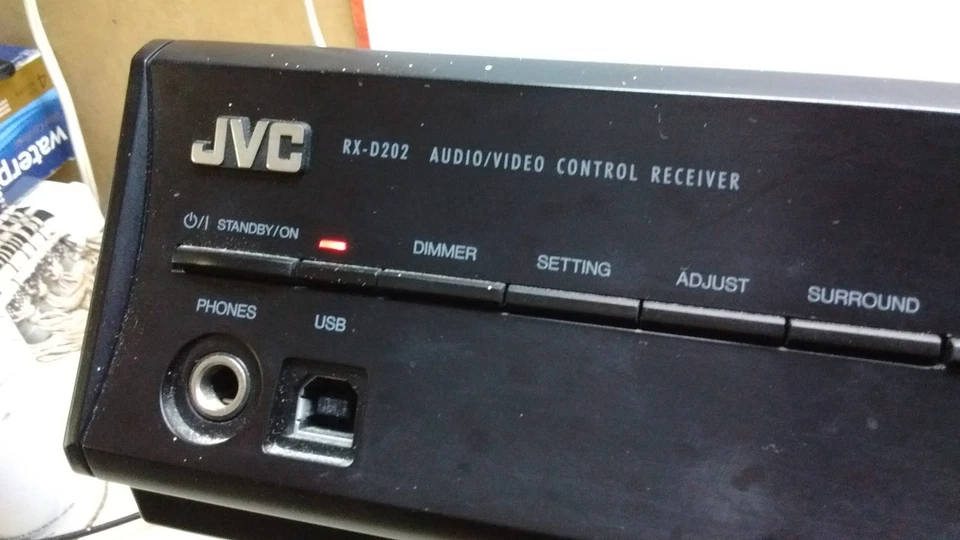 JVC
RX-D202 AUDIO/VIDEO CONTROL RECEIVER
⏻/| STANDBY/ON
DIMMER
SETTING
ADJUST
SURROUND
PHONES
USB